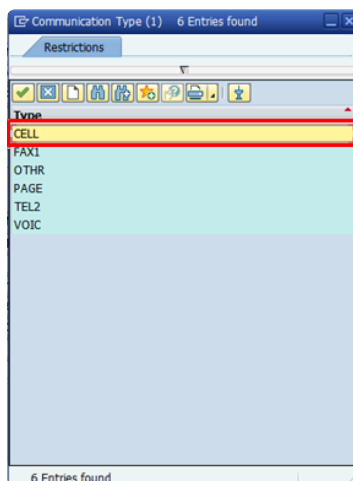 Communication Type (1) 6 Entries found
Restrictions
Type
CELL
FAX1
OTHR
PAGE
TEL2
VOIC
6 Entries found